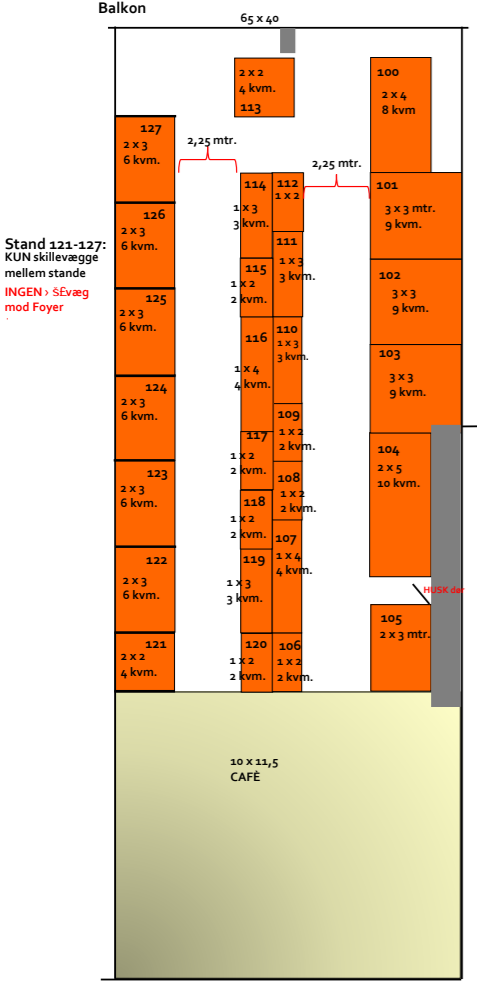 Balkon
65 x 40
2 x 2
4 kvm.
113
100
2 x 4
8 kvm
127
2 x 3
6 kvm.
2,25 mtr.
2,25 mtr.
114
1 x 3
3 kvm.
112
1 x 2
101
3 x 3 mtr.
9 kvm.
126
2 x 3
6 kvm.
Stand 121-127:
KUN skillevægge
mellem stande
INGEN
mod Foyer
111
1 x 3
3 kvm.
115
1 x 2
2 kvm.
102
3 x 3
9 kvm.
125
2 x 3
6 kvm.
116
1 x 4
4 kvm.
110
1 x 3
3 kvm.
103
3 x 3
9 kvm.
124
2 x 3
6 kvm.
109
1 x 2
2 kvm.
117
1 x 2
2 kvm.
104
2 x 5
10 kvm.
123
2 x 3
6 kvm.
108
1 x 2
2 kvm.
118
1 x 2
2 kvm.
107
1 x 4
4 kvm.
122
2 x 3
6 kvm.
119
1 x 3
3 kvm.
HUSK dør
105
2 x 3 mtr.
121
2 x 2
4 kvm.
120
1 x 2
2 kvm.
106
1 x 2
2 kvm.
10 x 11,5
CAFÈ